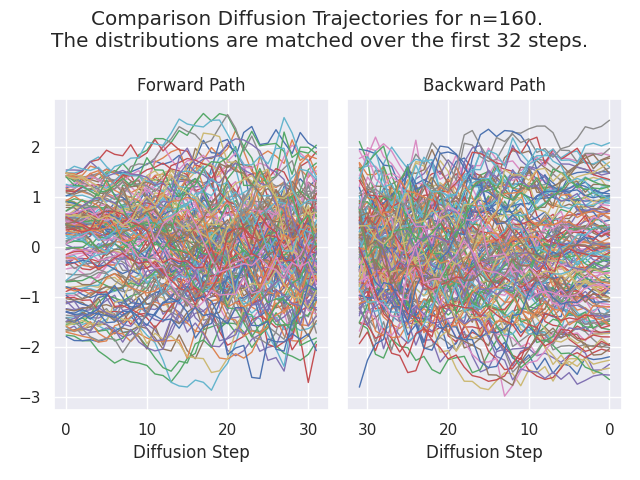 Comparison Diffusion Trajectories for n=160.
The distributions are matched over the first 32 steps.
Forward Path
Backward Path
2
1
0
−1
−2
−3
0 10 20 30
30 20 10 0
Diffusion Step
Diffusion Step